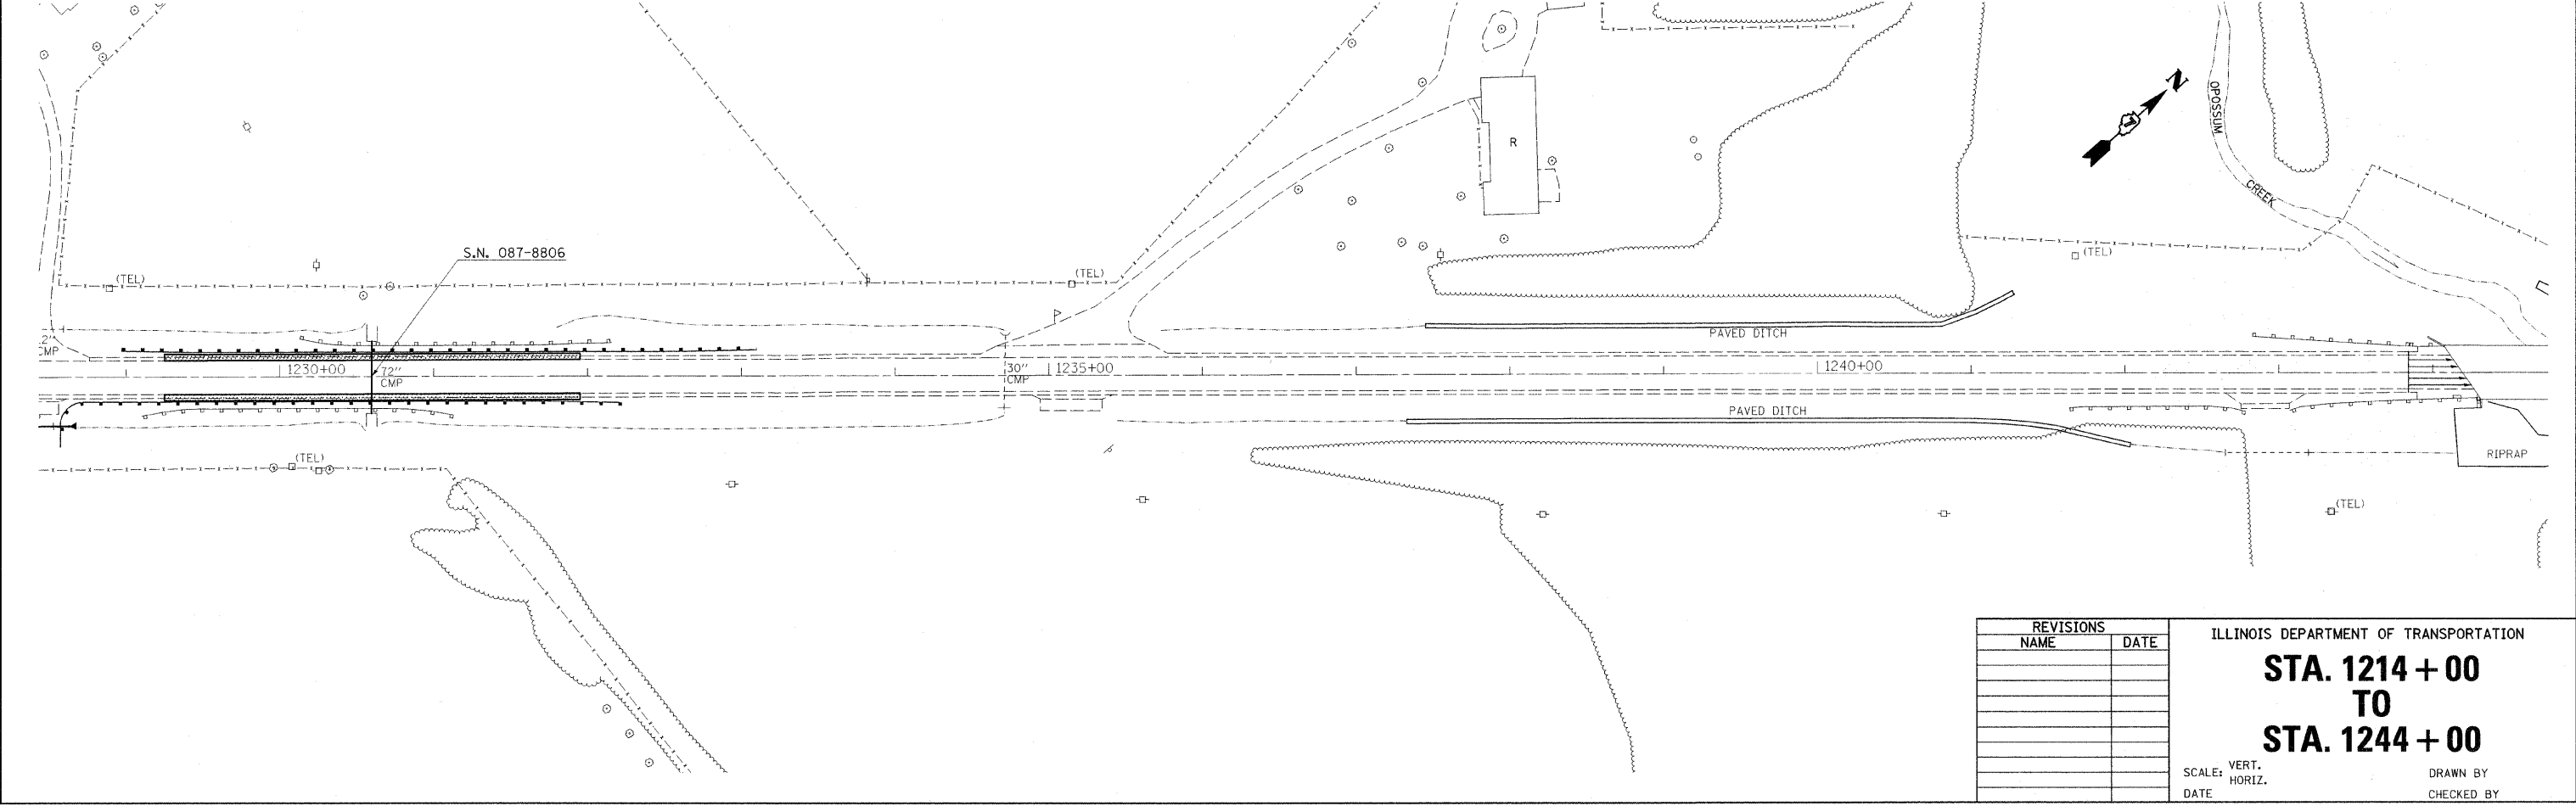 N
OPOSUM
CREEK
R
S.N. 087-8806
(TEL)
(TEL)
(TEL)
PAVED DITCH
CMP
1230+00
72"
CMP
30"
CMP
1235+00
1240+00
PAVED DITCH
(TEL)
RIPRAP
(TEL)
REVISIONS
NAME DATE
ILLINOIS DEPARTMENT OF TRANSPORTATION
STA. 1214+00
TO
STA. 1244+00
SCALE: VERT.
HORIZ.
DRAWN BY
DATE
CHECKED BY